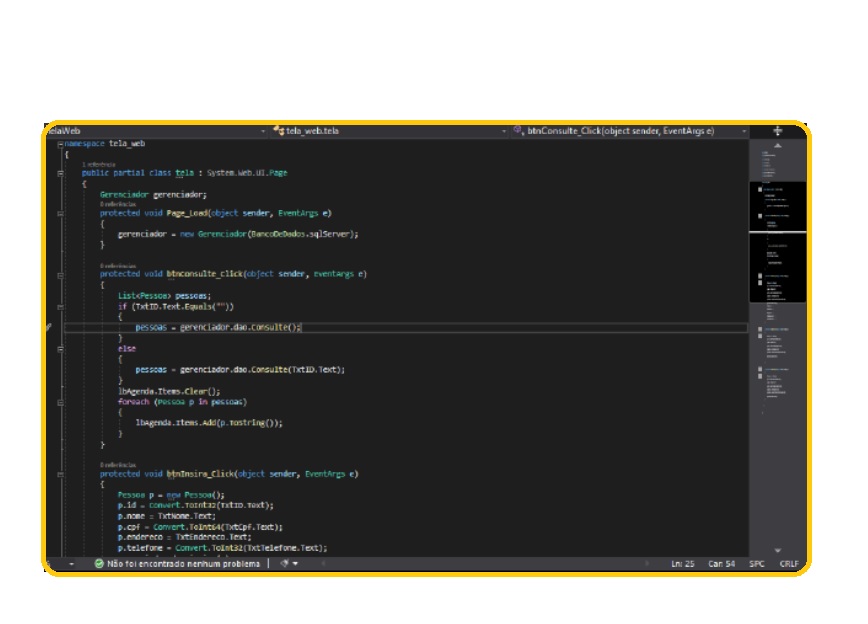 elaWeb tela_web.tela btnConsulte_Click(object sender, EventArgs e)
namespace tela_web
{
1 referência
public partial class tela : System.Web.UI.Page
{
Gerenciador gerenciador;
0 referências
protected void Page_Load(object sender, EventArgs e)
{
gerenciador = new Gerenciador(BancoDeDados.sqlServer);
}
0 referências
protected void btnconsulte_click(object sender, EventArgs e)
{
List<Pessoa> pessoas;
if (TxtID.Text.Equals(""))
{
pessoas = gerenciador.dao.Consulte();
}
else
{
pessoas = gerenciador.dao.Consulte(TxtID.Text);
}
lbAgenda.Items.Clear();
foreach (Pessoa p in pessoas)
{
lbAgenda.Items.Add(p.ToString());
}
}
0 referências
protected void btnInsira_Click(object sender, EventArgs e)
{
Pessoa p = new Pessoa();
p.id = Convert.ToInt32(TxtID.Text);
p.nome = TxtNome.Text;
p.cpf = Convert.ToInt64(TxtCpf.Text);
p.endereco = TxtEndereco.Text;
p.telefone = Convert.ToInt32(TxtTelefone.Text);
Não foi encontrado nenhum problema Ln: 25 Car: 54 SPC CRLF